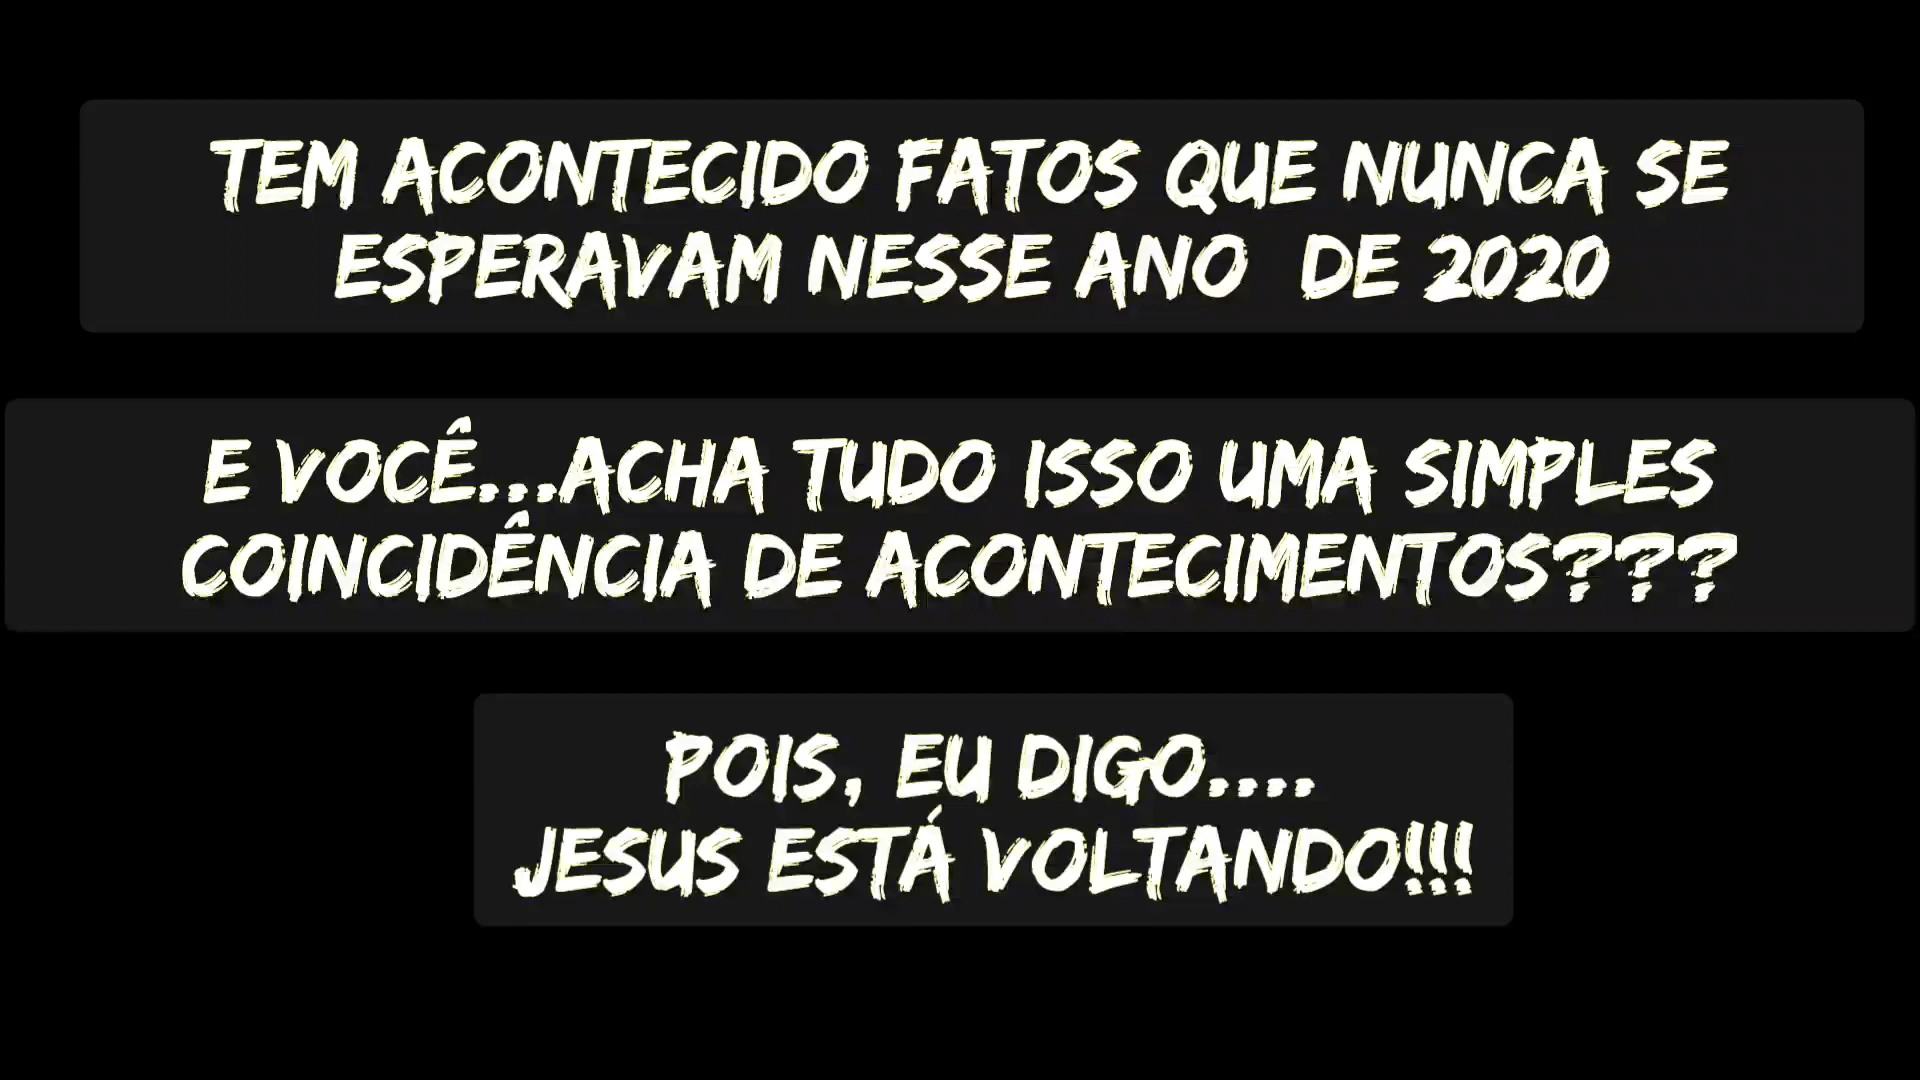 TEM ACONTECIDO FATOS QUE NUNCA SE
ESPERAVAM NESSE ANO  DE 2020
E VOCÊ...ACHA TUDO ISSO UMA SIMPLES
COINCIDÊNCIA DE ACONTECIMENTOS???
POIS, EU DIGO....
JESUS ESTÁ VOLTANDO!!!